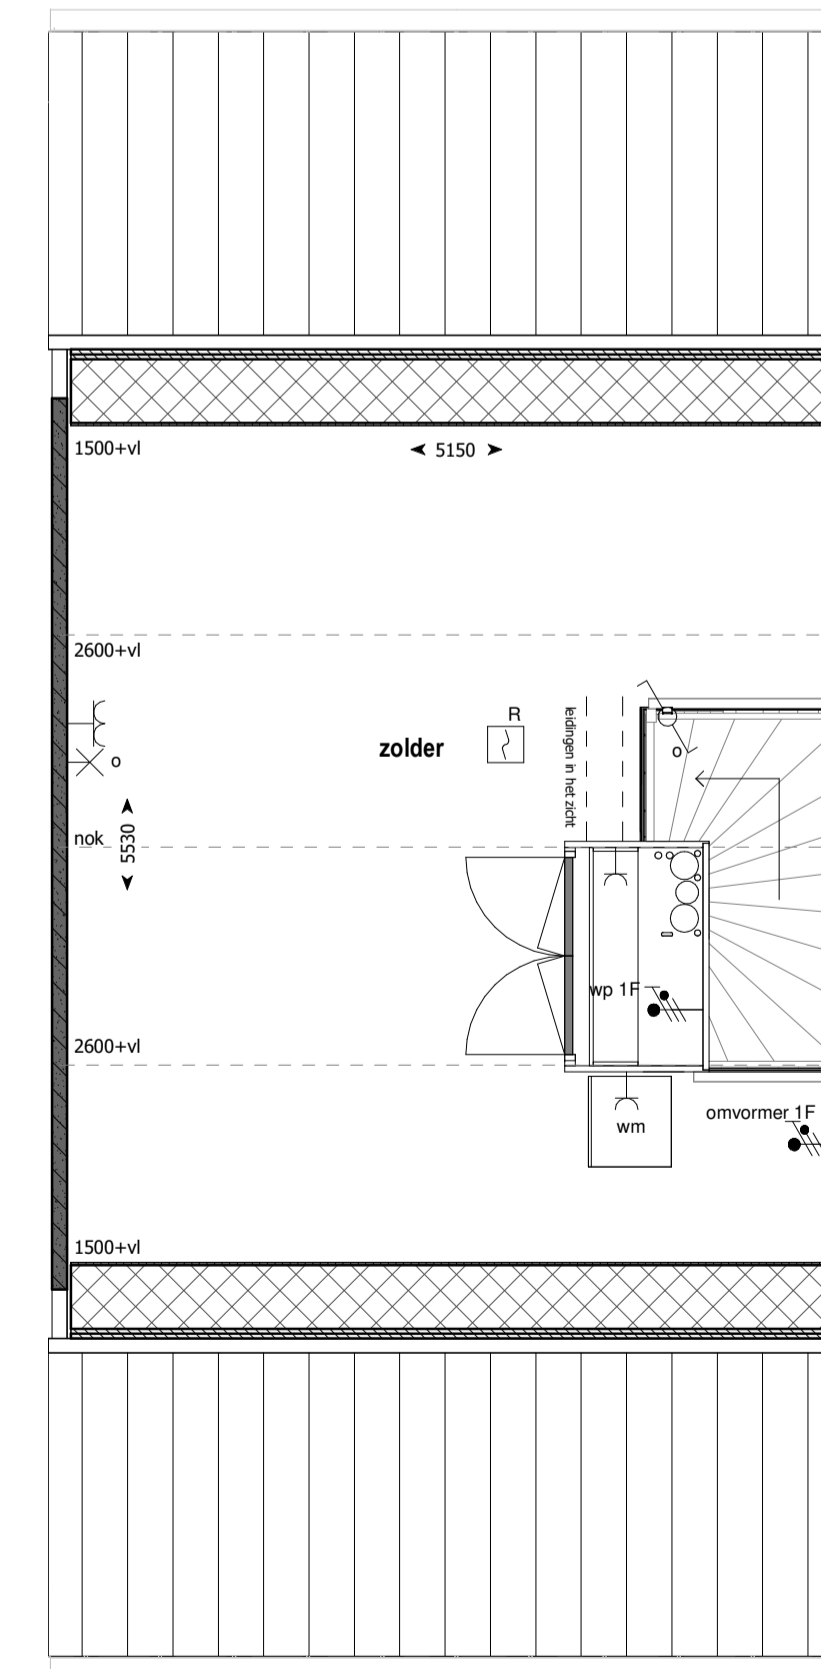 1500+vl
5150
2600+vl
R
leidingen in het zicht
zolder
o
o
nok
5530
wp 1F
2600+vl
omvormer 1F
wm
1500+vl